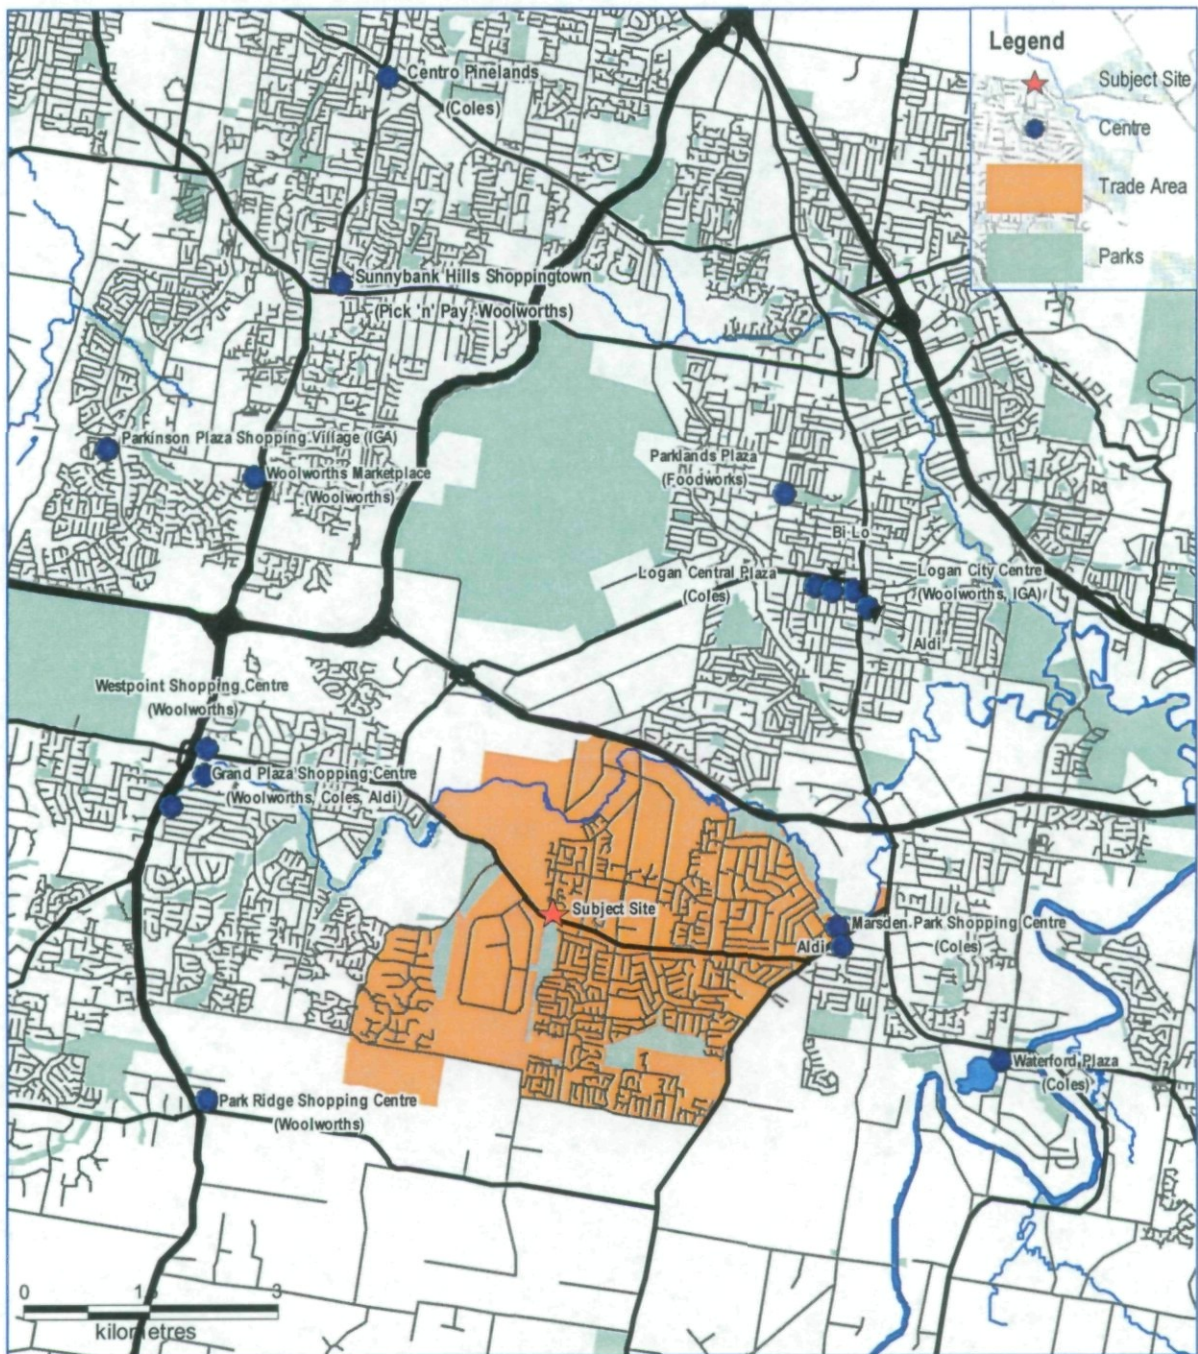 Legend
Subject Site
Centre
Trade Area
Parks
Centro Pinelands
(Coles)
Sunnybank Hills Shoppingtown
(Pick 'n' Pay, Woolworths)
Parkinson Plaza Shopping Village (IGA)
Woolworths Marketplace
(Woolworths)
Parklands Plaza
(Foodworks)
Bi-Lo
Logan Central Plaza
(Coles)
Logan City Centre
(Woolworths, IGA)
Aldi
Westpoint Shopping Centre
(Woolworths)
Grand Plaza Shopping Centre
(Woolworths, Coles, Aldi)
Subject Site
Marsden Park Shopping Centre
(Coles)
Aldi
Waterford Plaza
(Coles)
Park Ridge Shopping Centre
(Woolworths)
0 1.5 3
kilometres